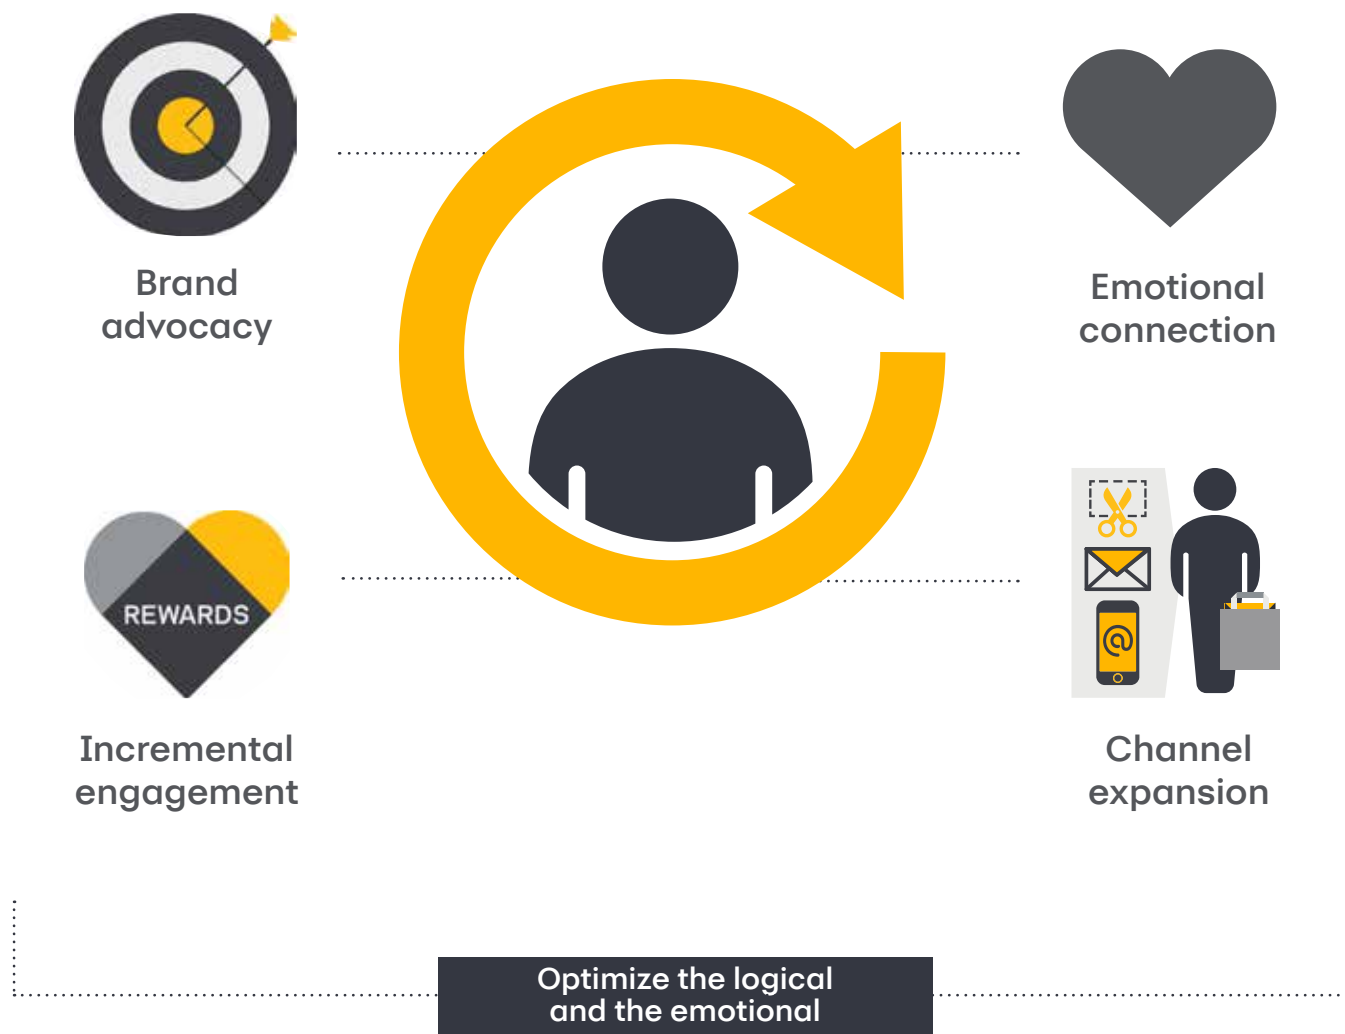 Brand
advocacy
Emotional
connection
REWARDS
@
Incremental
engagement
Channel
expansion
Optimize the logical
and the emotional